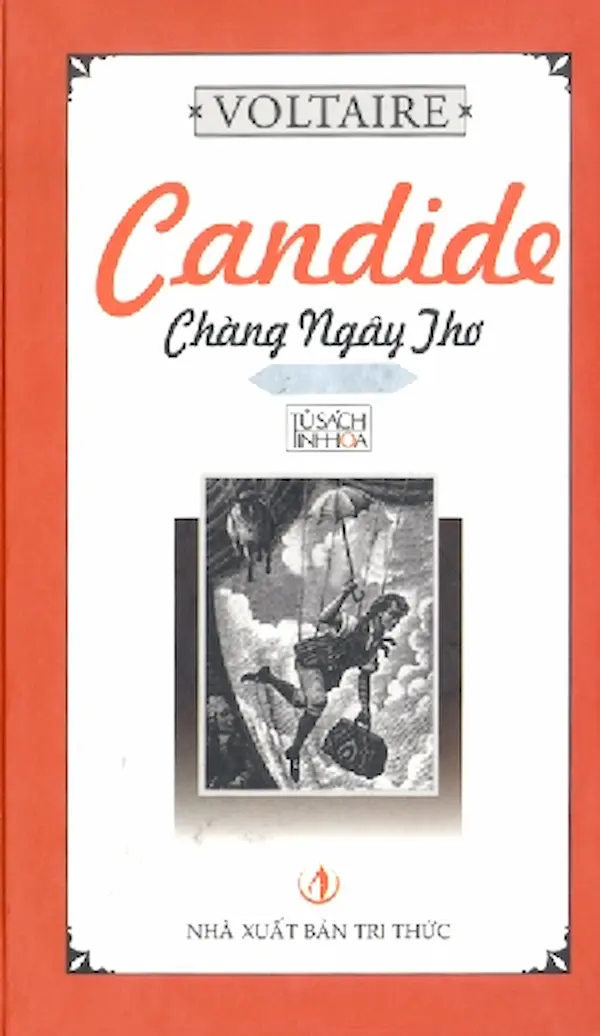 VOLTAIRE
Candide
Chàng Ngây Thơ
TỦ SÁCH
TINH HOA
NHÀ XUẤT BẢN TRI THỨC